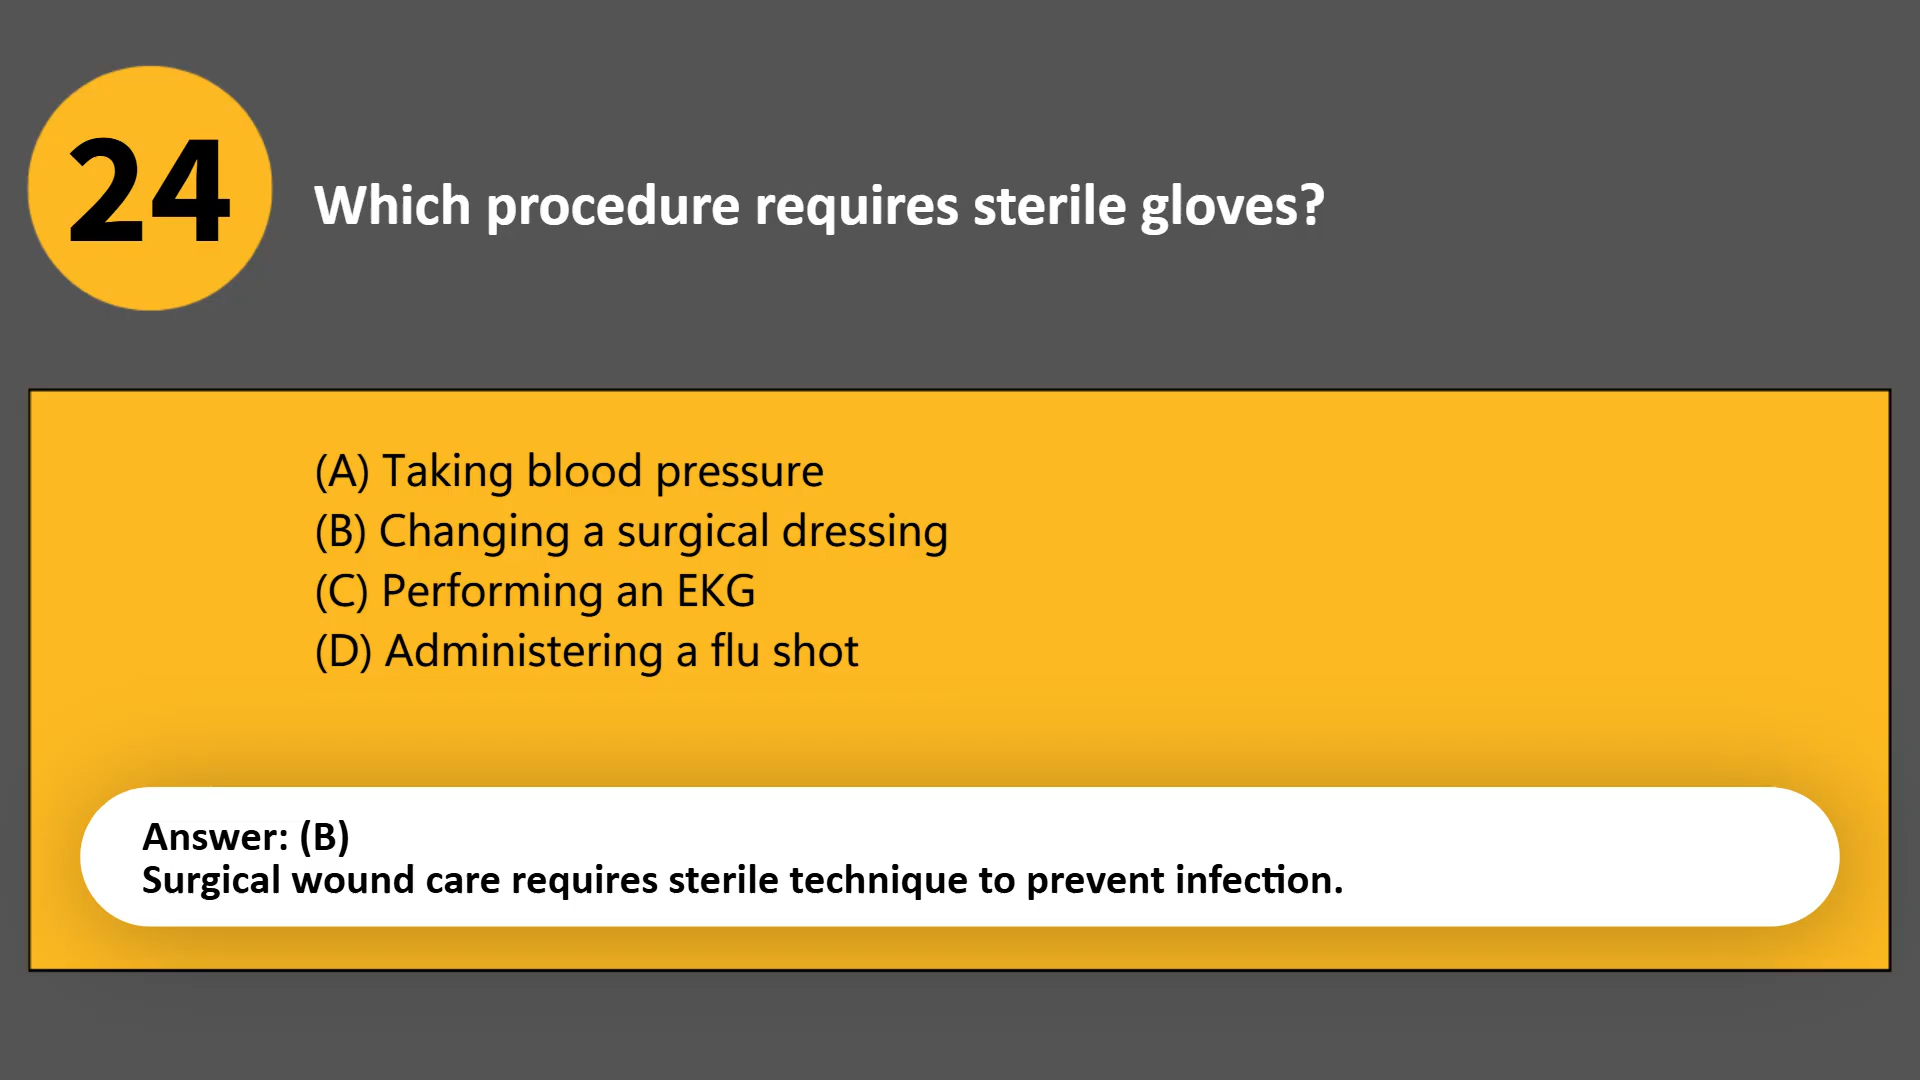 24
Which procedure requires sterile gloves?
(A) Taking blood pressure
(B) Changing a surgical dressing
(C) Performing an EKG
(D) Administering a flu shot
Answer: (B)
Surgical wound care requires sterile technique to prevent infection.